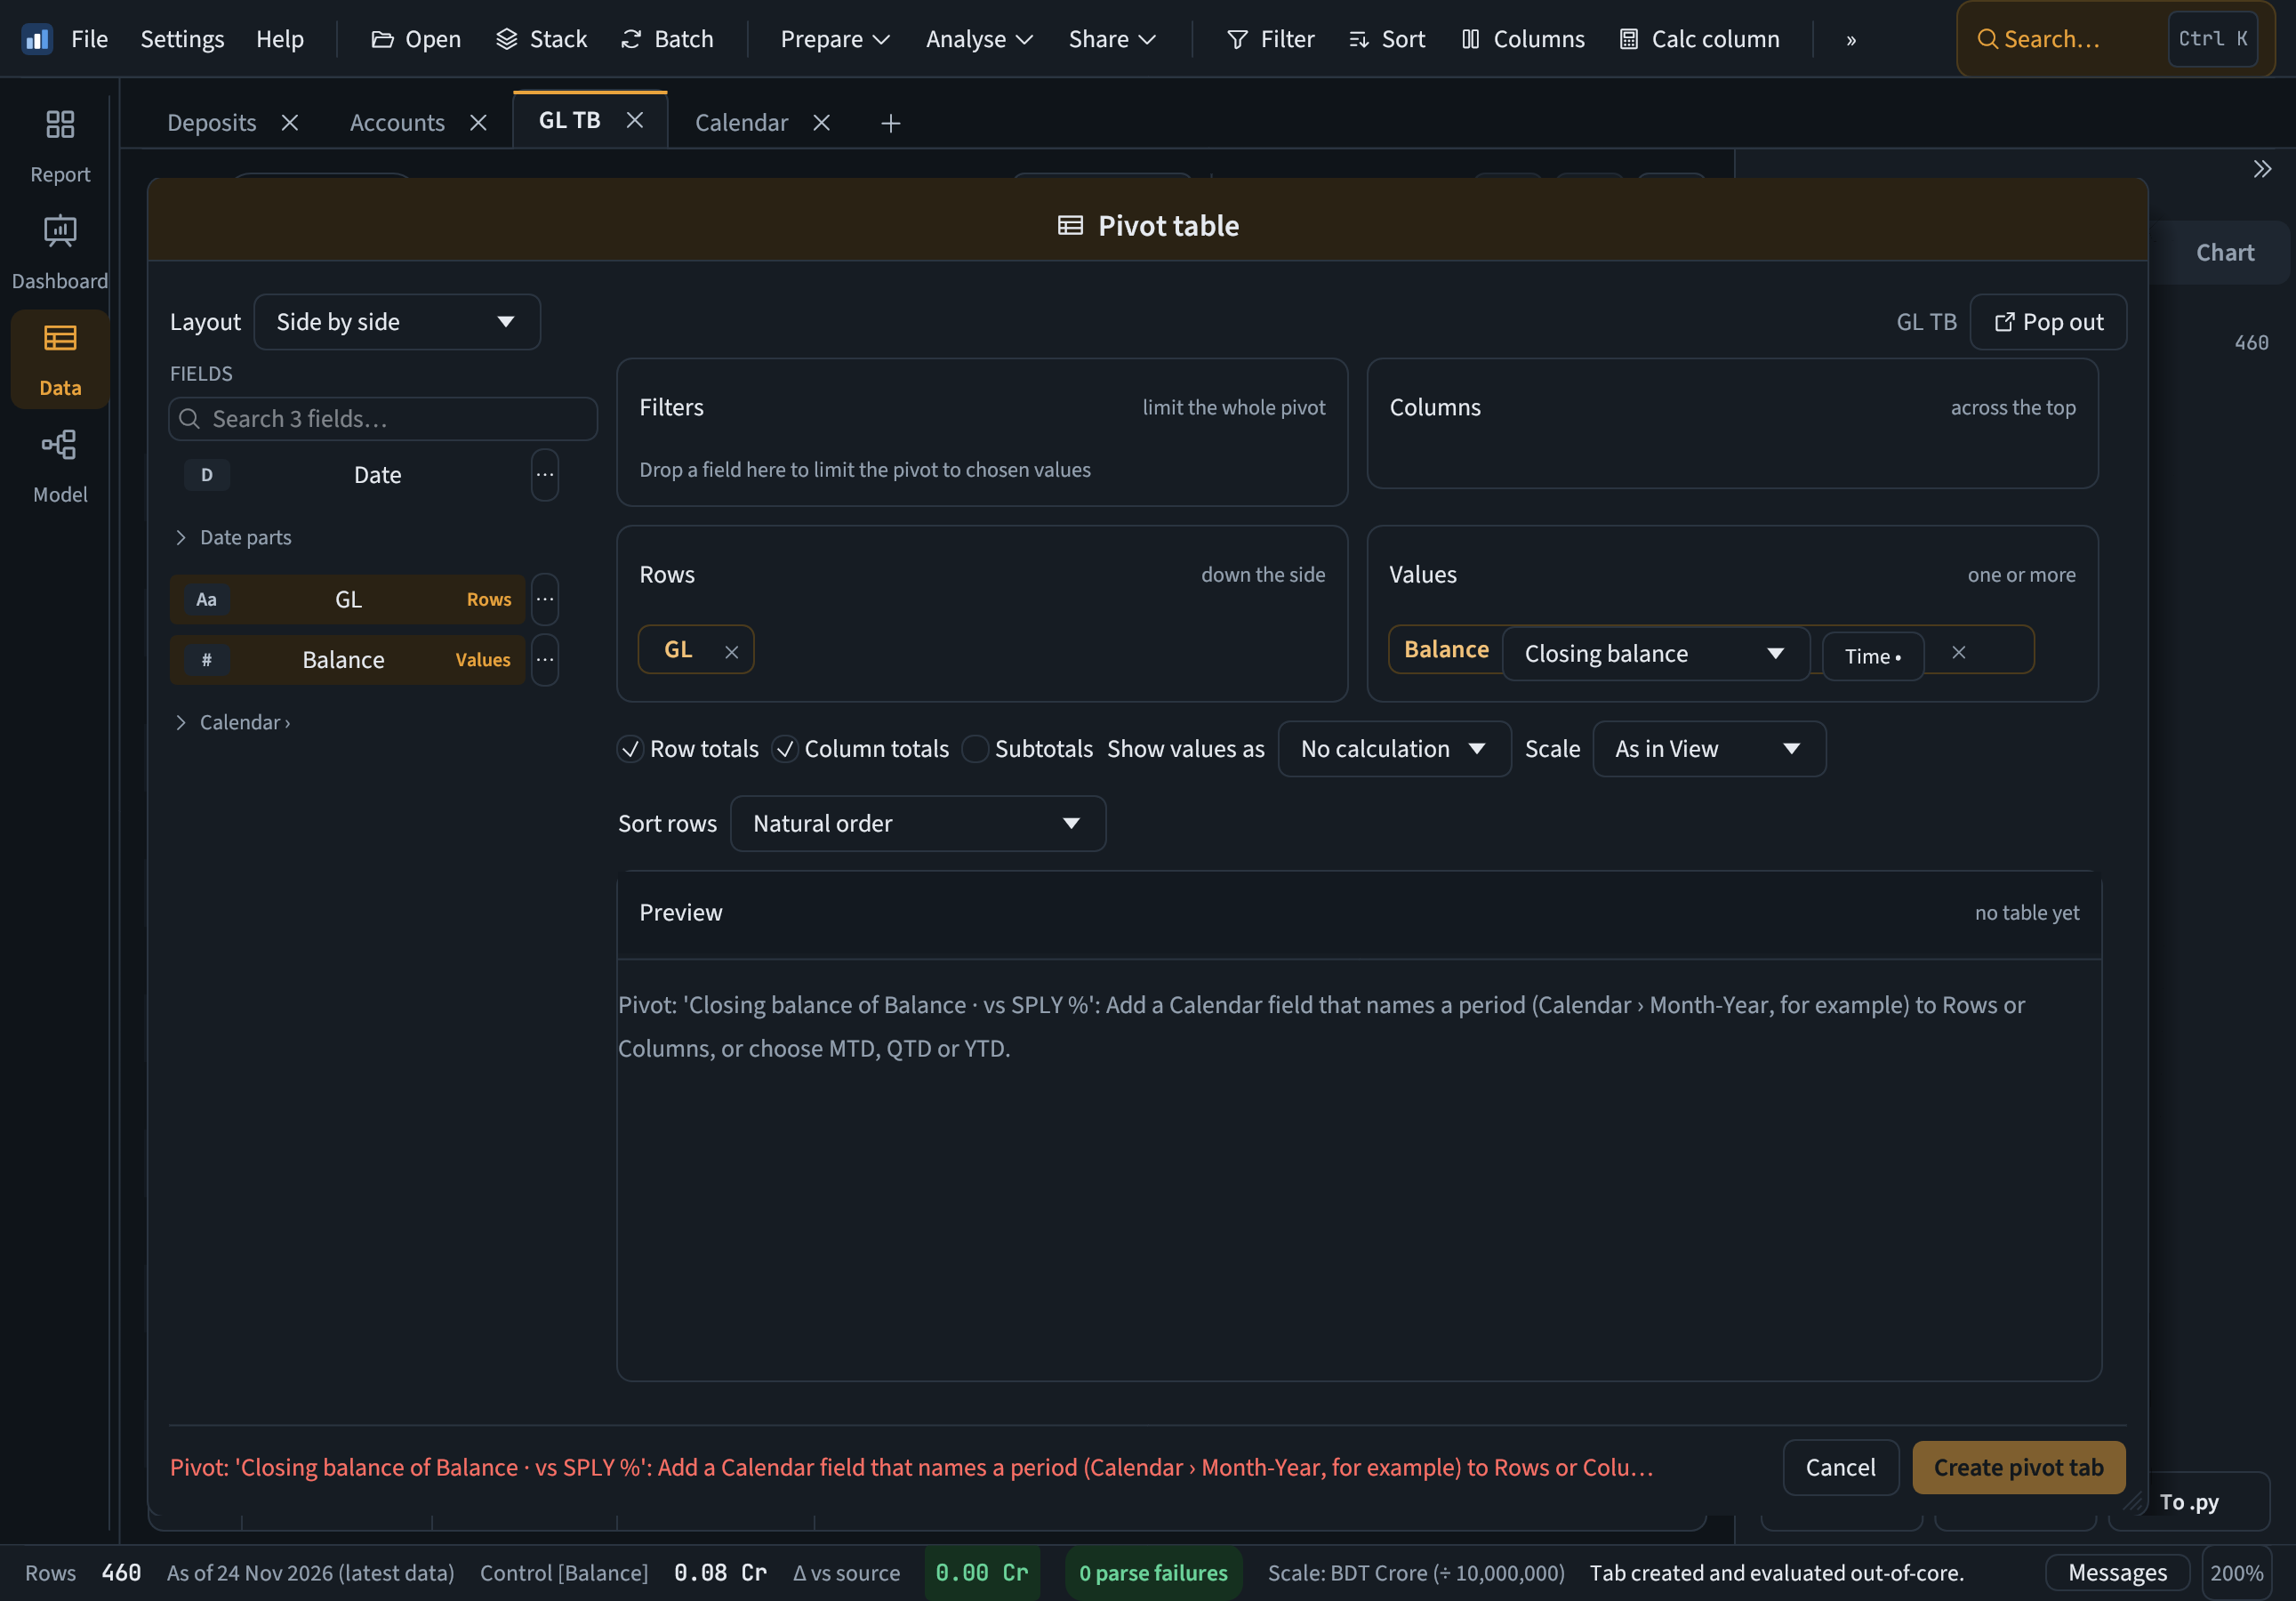 File Settings Help Open Stack Batch Prepare Analyse Share Filter Sort Columns Calc column » Search… Ctrl K
Deposits Accounts GL TB Calendar
Report
Dashboard
Data
Model
Chart
460
Pivot table
Layout Side by side GL TB Pop out
FIELDS
Search 3 fields…
D Date ...
Date parts
Aa GL Rows ...
# Balance Values ...
Calendar ›
Filters limit the whole pivot
Drop a field here to limit the pivot to chosen values
Columns across the top
Rows down the side
GL
Values one or more
Balance Closing balance Time •
Row totals Column totals Subtotals Show values as No calculation Scale As in View
Sort rows Natural order
Preview no table yet
Pivot: 'Closing balance of Balance · vs SPLY %': Add a Calendar field that names a period (Calendar › Month-Year, for example) to Rows or
Columns, or choose MTD, QTD or YTD.
Pivot: 'Closing balance of Balance · vs SPLY %': Add a Calendar field that names a period (Calendar › Month-Year, for example) to Rows or Colu…
Cancel Create pivot tab
To .py
Rows 460 As of 24 Nov 2026 (latest data) Control [Balance] 0.08 Cr Δ vs source 0.00 Cr 0 parse failures Scale: BDT Crore (÷ 10,000,000) Tab created and evaluated out-of-core. Messages 200%